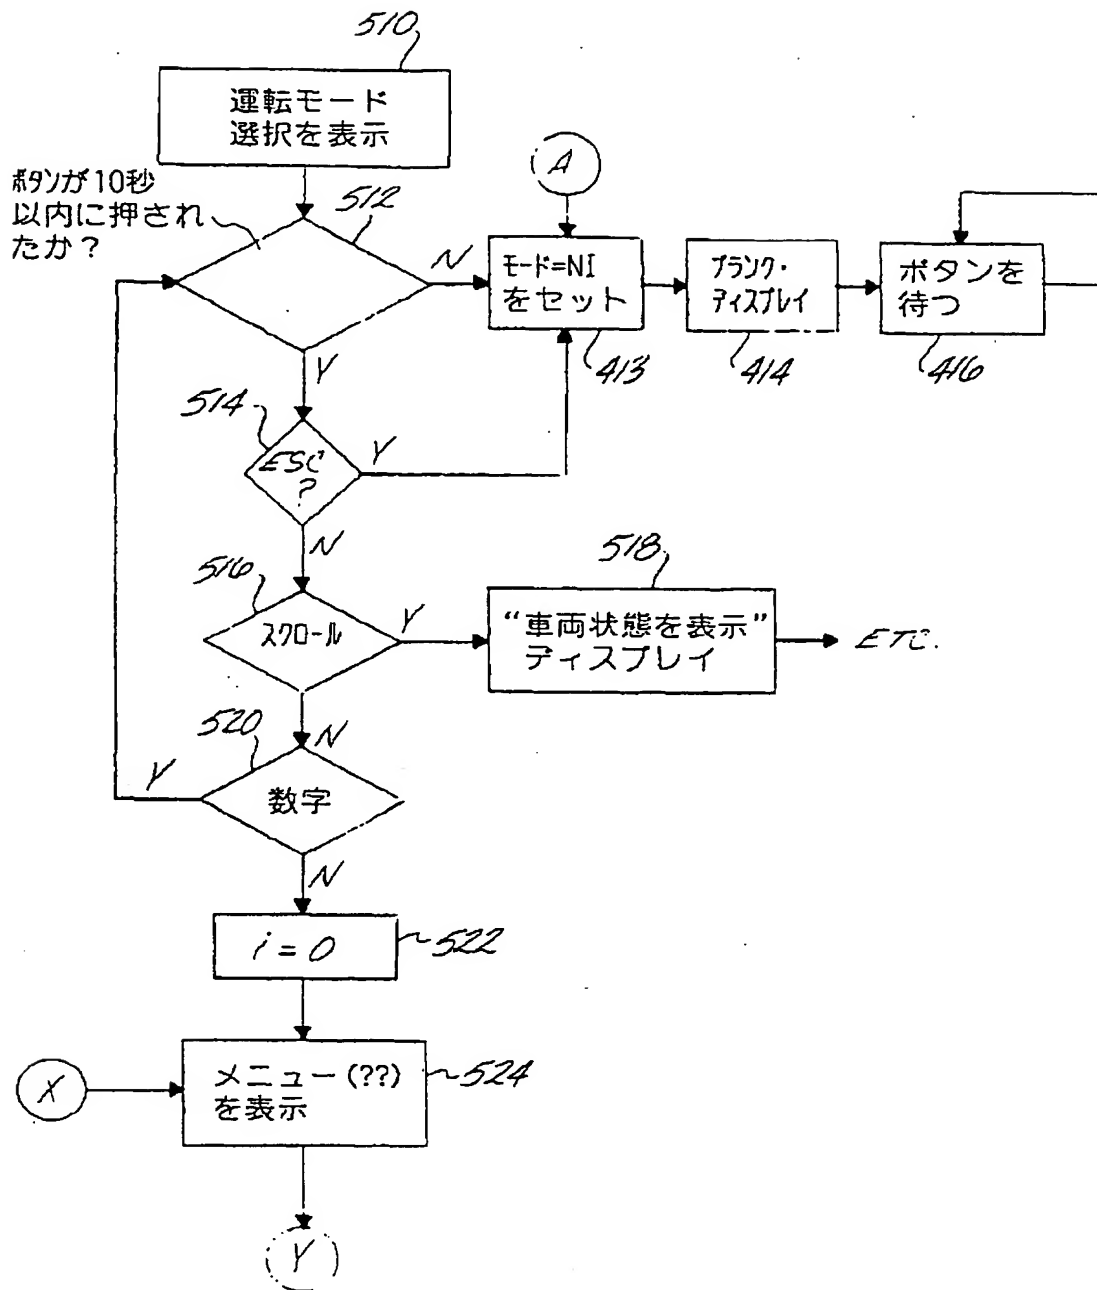 510
運転モード
選択を表示
ボタンが10秒
以内に押され
たか?
512
N
A
モード=NI
をセット
413
ブランク・
ディスプレイ
414
ボタンを
待つ
416
Y
514
ESC
?
Y
N
516
スクロール
Y
518
“車両状態を表示”
ディスプレイ
ETC.
N
520
Y
数字
N
i = 0
522
X
メニュー(??)
を表示
524
Y